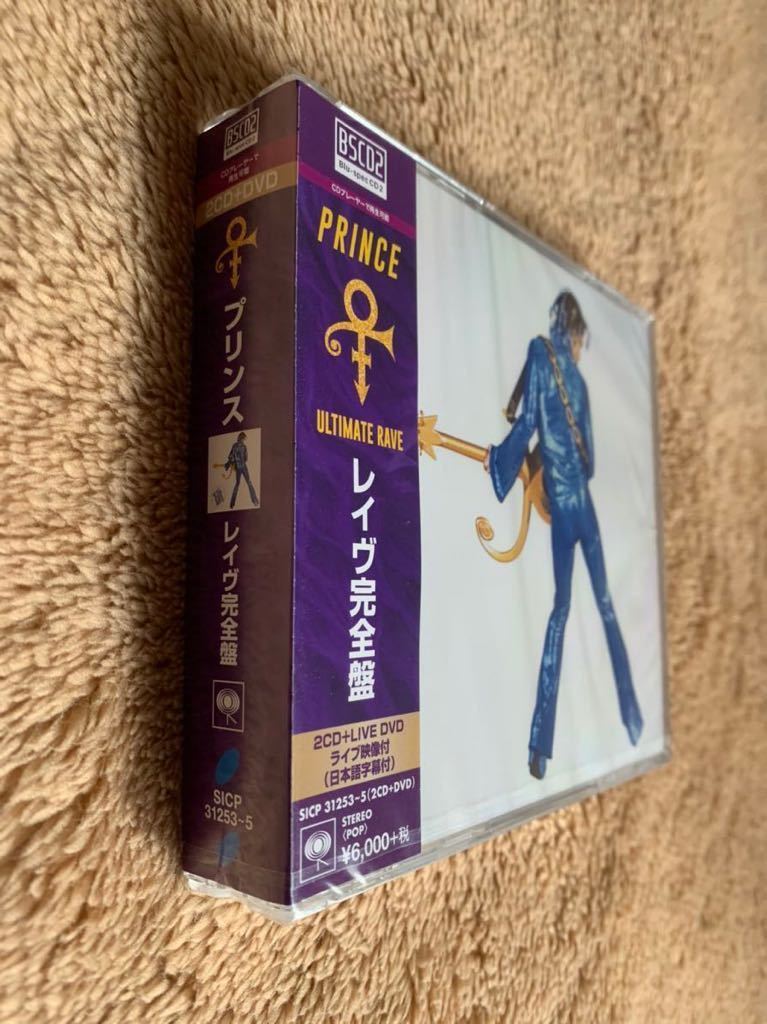 BSCD2
Blu-spec CD2
CDプレーヤーで
再生可能
2CD+DVD
プリンス
レイヴ完全盤
SICP
31253~5
BSCD2
Blu-spec CD2
CDプレーヤーで再生可能
PRINCE
ULTIMATE RAVE
レイヴ完全盤
2CD+LIVE DVD
ライブ映像付
(日本語字幕付)
SICP 31253~5(2CD+DVD)
STEREO
〈POP〉
¥6,000+税